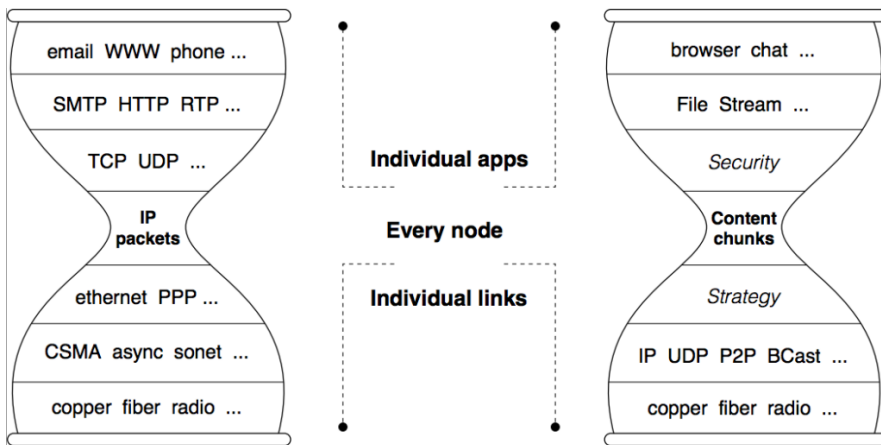 email WWW phone ...
SMTP HTTP RTP ...
TCP UDP ...
IP
packets
ethernet PPP ...
CSMA async sonet ...
copper fiber radio ...
Individual apps
Every node
Individual links
browser chat ...
File Stream ...
Security
Content
chunks
Strategy
IP UDP P2P BCast ...
copper fiber radio ...